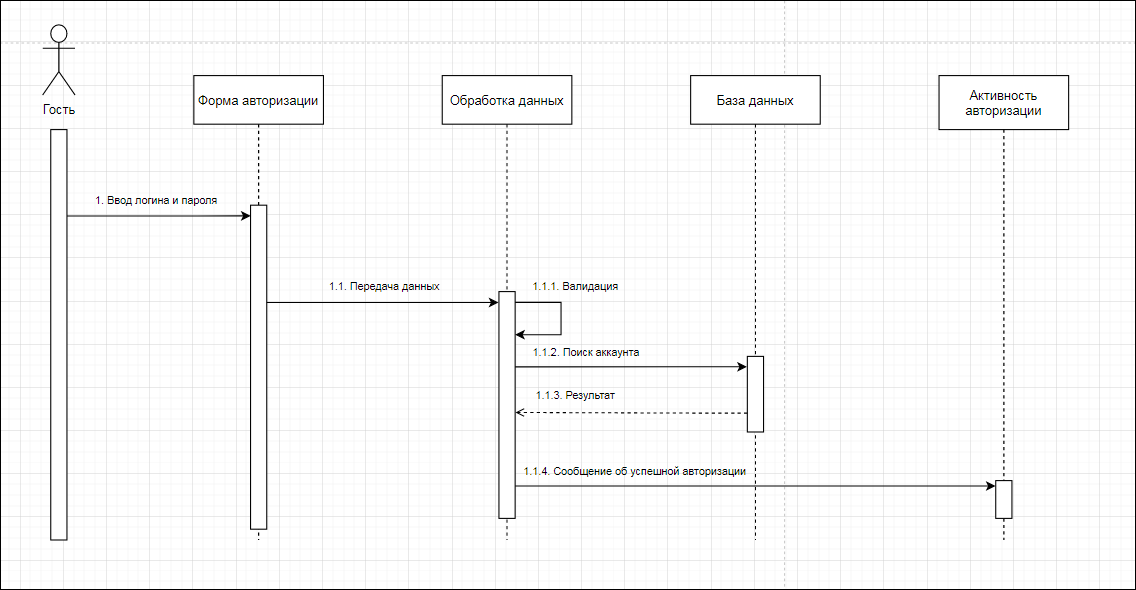 Гость
Форма авторизации
Обработка данных
База данных
Активность
авторизации
1. Ввод логина и пароля
1.1. Передача данных
1.1.1. Валидация
1.1.2. Поиск аккаунта
1.1.3. Результат
1.1.4. Сообщение об успешной авторизации